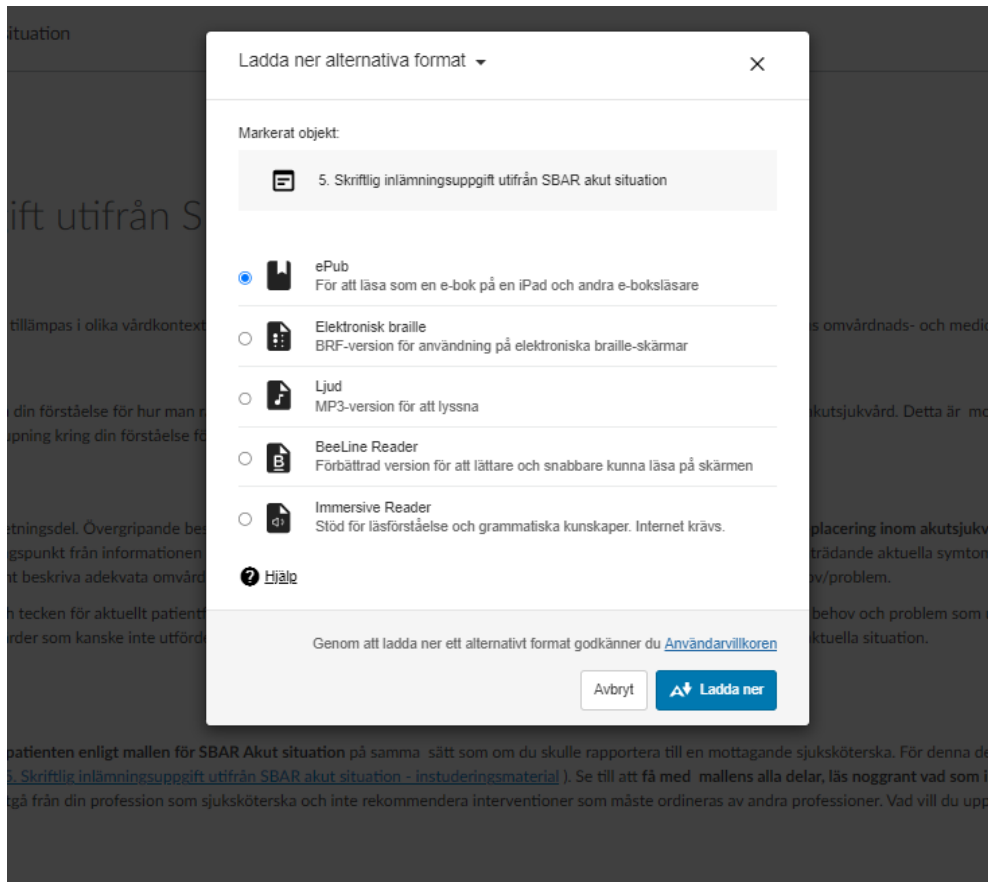 ituation
Ladda ner alternativa format
Markerat objekt:
5. Skriftlig inlämningsuppgift utifrån SBAR akut situation
ift utifrån S
ePub
För att läsa som en e-bok på en iPad och andra e-boksläsare
tillämpas i olika vårdkontext
s omvårdnads- och medic
Elektronisk braille
BRF-version för användning på elektroniska braille-skärmar
Ljud
MP3-version för att lyssna
din förståelse för hur man r
akutsjukvård. Detta är mo
upning kring din förståelse fö
BeeLine Reader
Förbättrad version för att lättare och snabbare kunna läsa på skärmen
Immersive Reader
Stöd för läsförståelse och grammatiska kunskaper. Internet krävs.
etningsdel. Övergripande bes
placering inom akutsjukv
gspunkt från informationen
trädande aktuella symton
nt beskriva adekvata omvård
ov/problem.
Hjälp
h tecken för aktuellt patientf
behov och problem som
rder som kanske inte utförde
ktuella situation.
Genom att ladda ner ett alternativt format godkänner du Användarvillkoren
Avbryt
Ladda ner
patienten enligt mallen för SBAR Akut situation på samma sätt som om du skulle rapportera till en mottagande sjuksköterska. För denna de
5. Skriftlig inlämningsuppgift utifrån SBAR akut situation - instuderingsmaterial ). Se till att få med mallens alla delar, läs noggrant vad som i
tgå från din profession som sjuksköterska och inte rekommendera interventioner som måste ordineras av andra professioner. Vad vill du upp